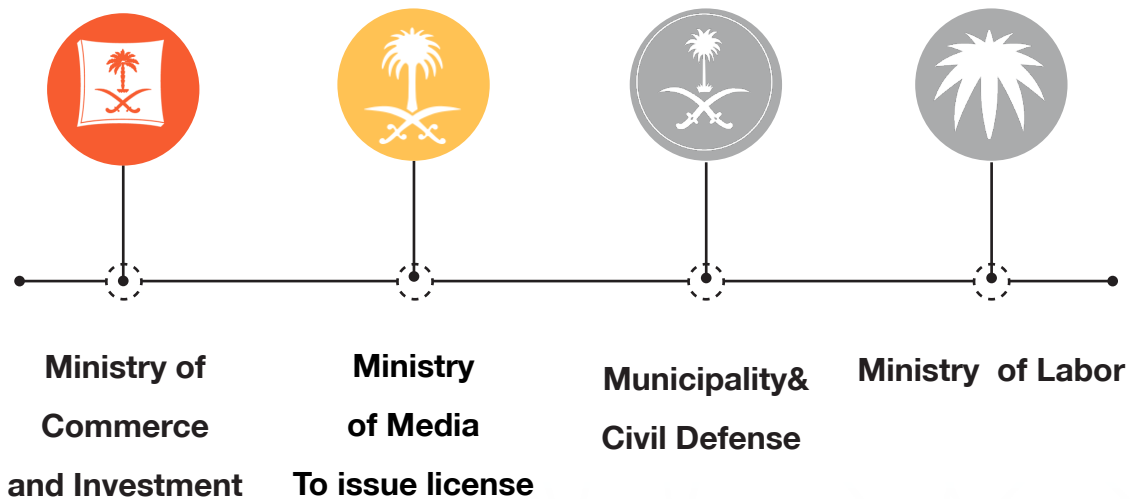 Ministry of
Commerce
and Investment
Ministry
of Media
To issue license
Municipality&
Civil Defense
Ministry of Labor